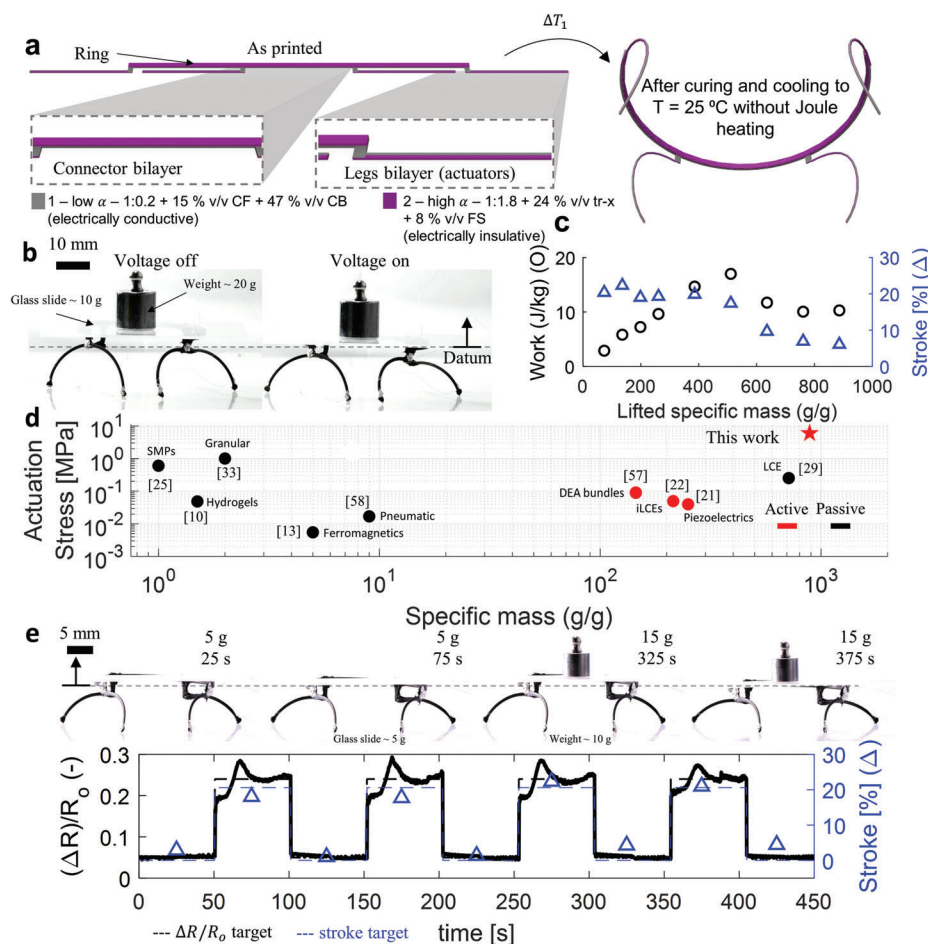 a
As printed
Ring
ΔT₁
After curing and cooling to
T = 25 ºC without Joule
heating
Connector bilayer
Legs bilayer (actuators)
1 – low α – 1:0.2 + 15 % v/v CF + 47 % v/v CB
(electrically conductive)
2 – high α – 1:1.8 + 24 % v/v tr-x
+ 8 % v/v FS
(electrically insulative)
b
10 mm
Voltage off
Voltage on
Glass slide ~ 10 g
Weight ~ 20 g
Datum
c
Work (J/kg) (O)
20
10
0
30
20
10
0
Stroke [%] (Δ)
0 200 400 600 800 1000
Lifted specific mass (g/g)
d
Actuation
Stress [MPa]
10¹
10⁰
10⁻¹
10⁻²
10⁻³
SMPs
[25]
Granular
[33]
Hydrogels
[10]
[13]
Ferromagnetics
[58]
Pneumatic
[57]
DEA bundles
[22]
iLCEs
[21]
Piezoelectrics
This work
LCE
[29]
Active Passive
10⁰ 10¹ 10² 10³
Specific mass (g/g)
e
5 mm
5 g
25 s
5 g
75 s
15 g
325 s
15 g
375 s
Glass slide ~ 5 g
Weight ~ 10 g
(ΔR)/R₀ (-)
0.3
0.2
0.1
0
30
20
10
0
Stroke [%] (Δ)
0 50 100 150 200 250 300 350 400 450
--- ΔR/R₀ target
--- stroke target
time [s]